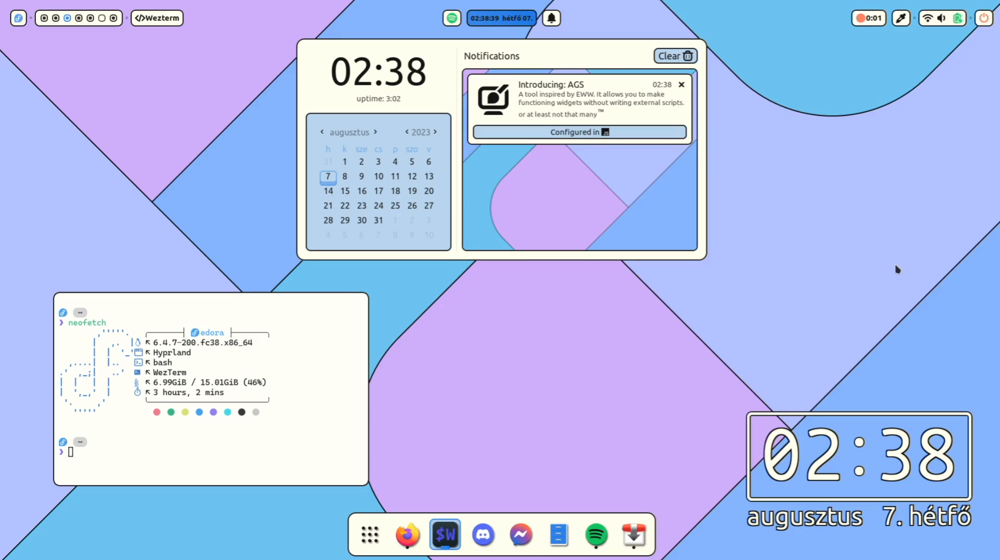 </>Wezterm
02:38:39 hétfő 07.
0:01
02:38
uptime: 3:02
‹ augusztus › ‹ 2023 ›
h k sze cs p szo v
31 1 2 3 4 5 6
7 8 9 10 11 12 13
14 15 16 17 18 19 20
21 22 23 24 25 26 27
28 29 30 31 1 2 3
4 5 6 7 8 9 10
Notifications
Clear
Introducing: AGS 02:38
A tool inspired by EWW. It allows you to make
functioning widgets without writing external scripts.
or at least not that many™
Configured in JS
~
❯ neofetch
edora
6.4.7-200.fc38.x86_64
Hyprland
bash
WezTerm
6.99GiB / 15.01GiB (46%)
3 hours, 2 mins
~
❯
02:38
augusztus 7. hétfő
$W